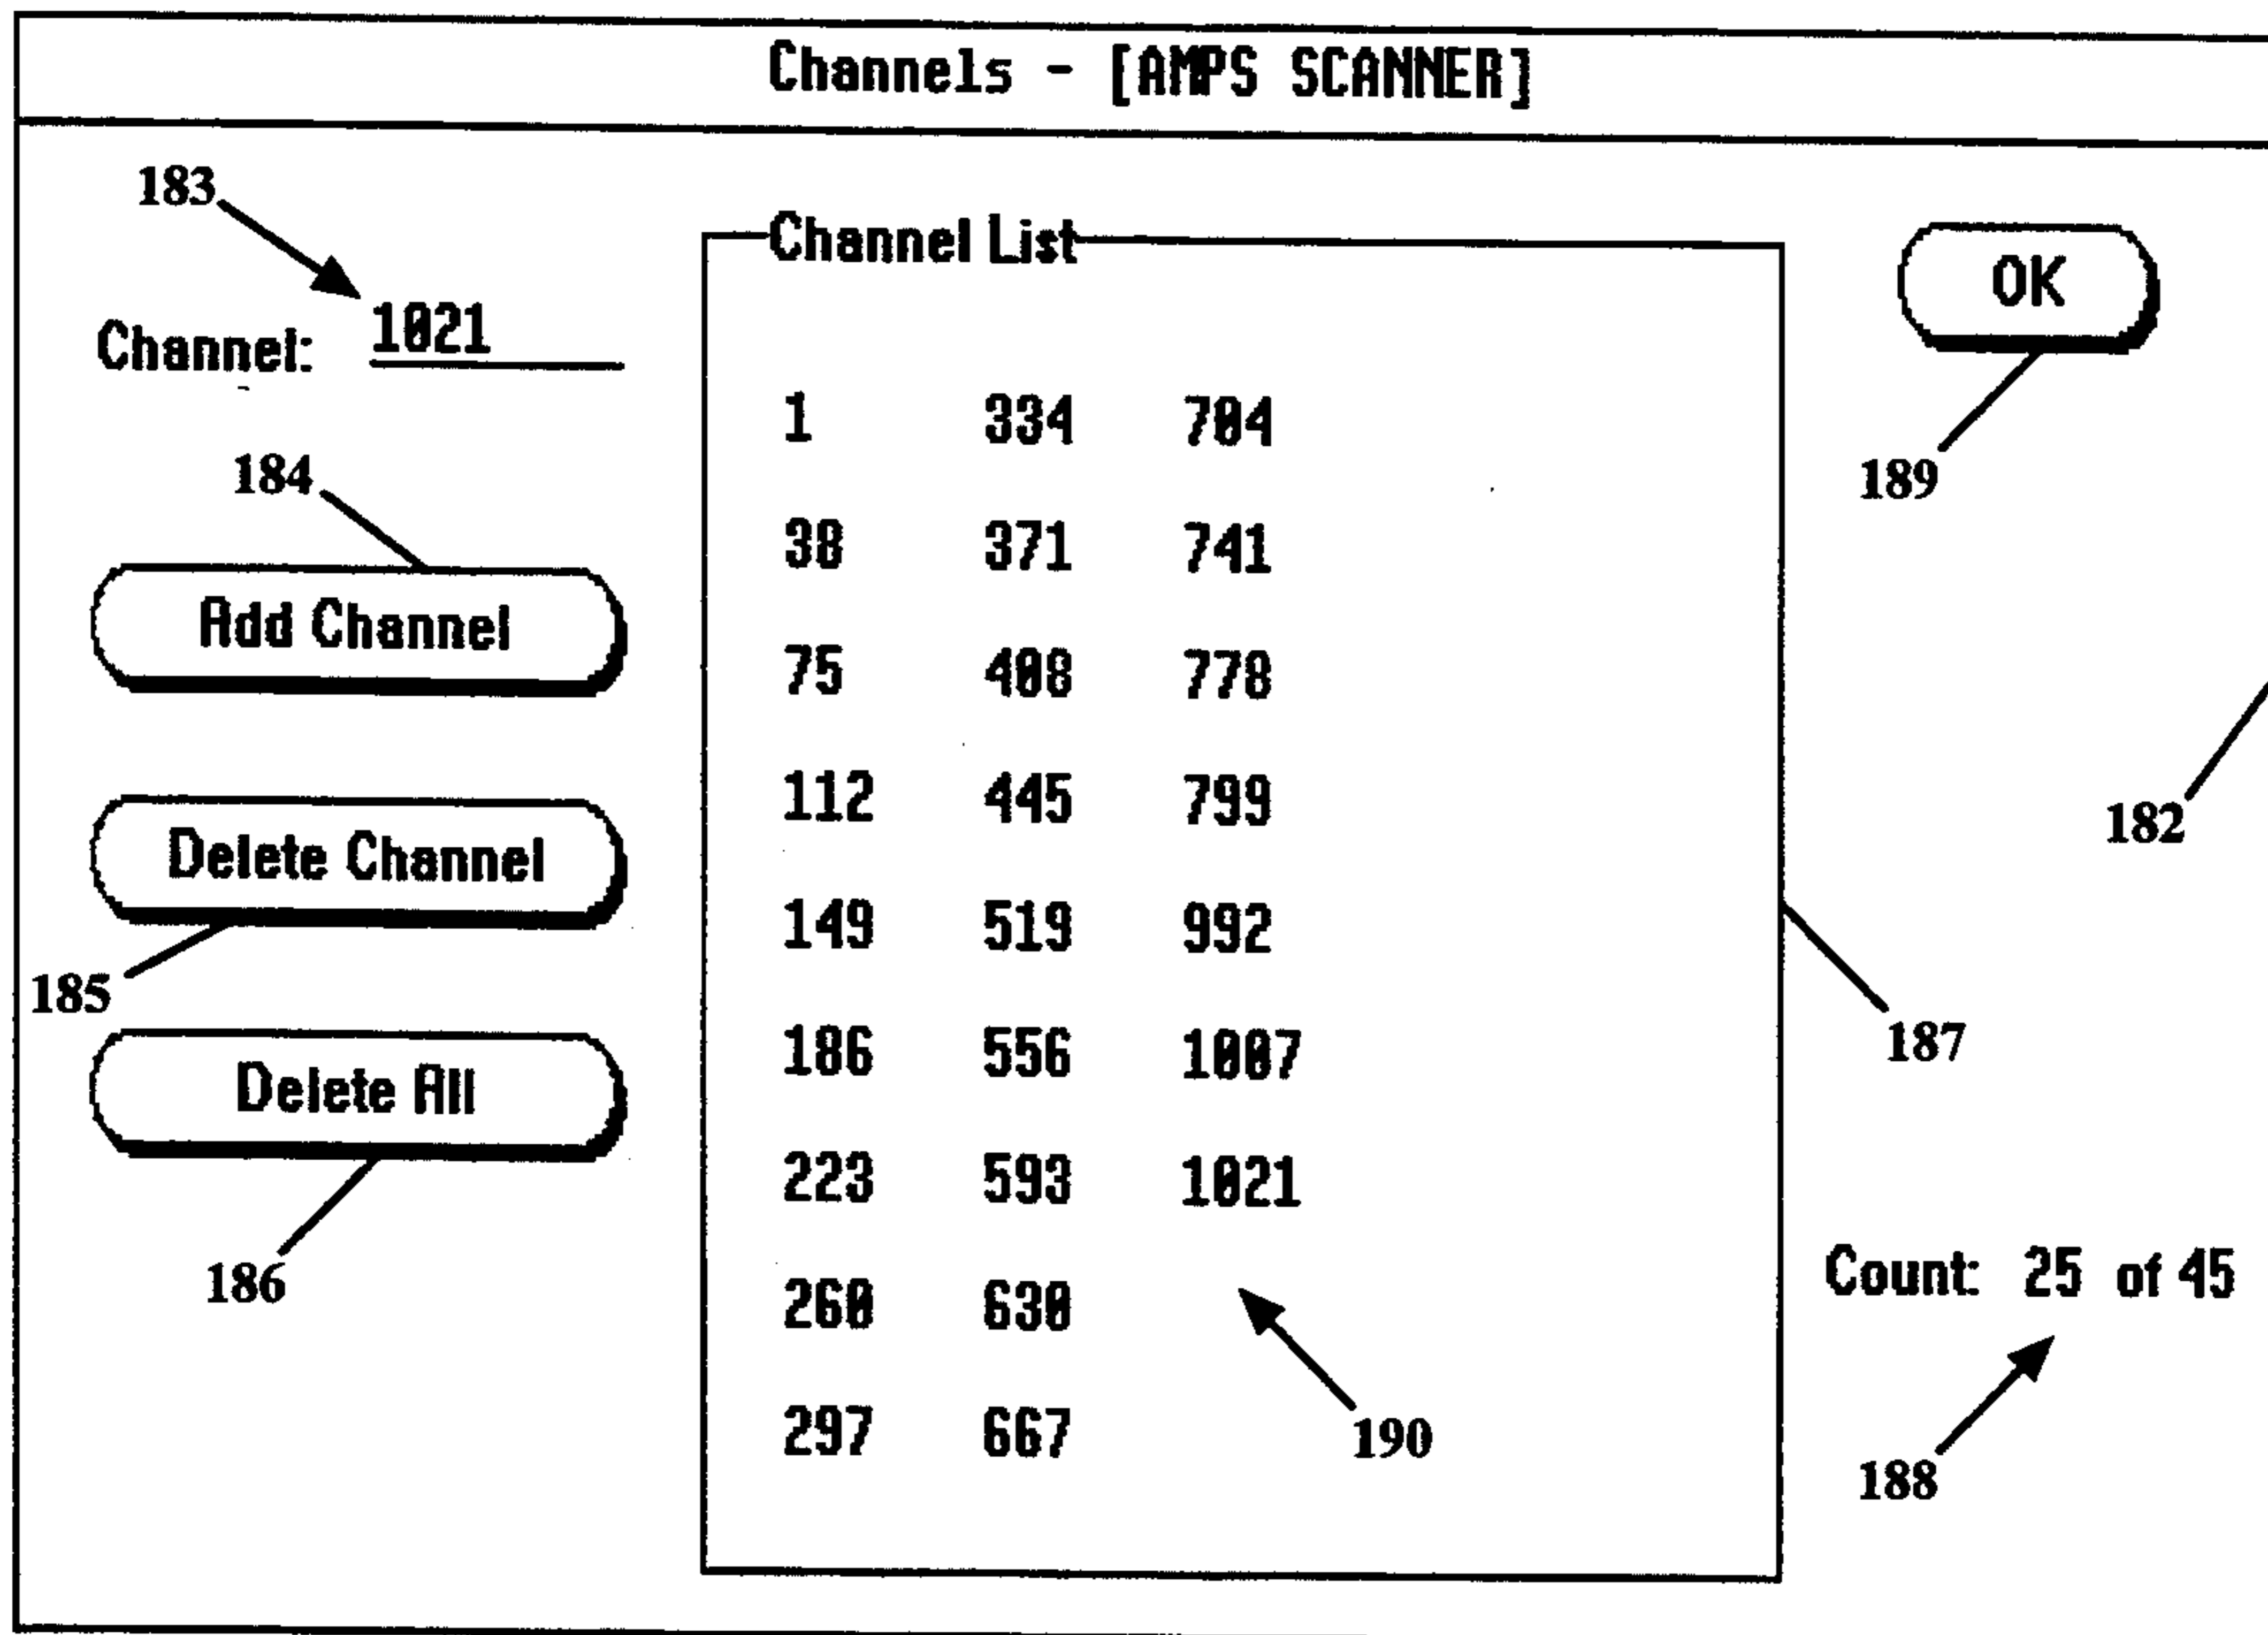 Channels - [AMPS SCANNER]
183
Channel List
OK
Channel: 1021
1 334 704
184
189
38 371 741
Add Channel
75 408 778
112 445 799
182
Delete Channel
149 519 992
185
186 556 1007
187
Delete All
223 593 1021
186
Count: 25 of 45
260 630
297 667
190
188